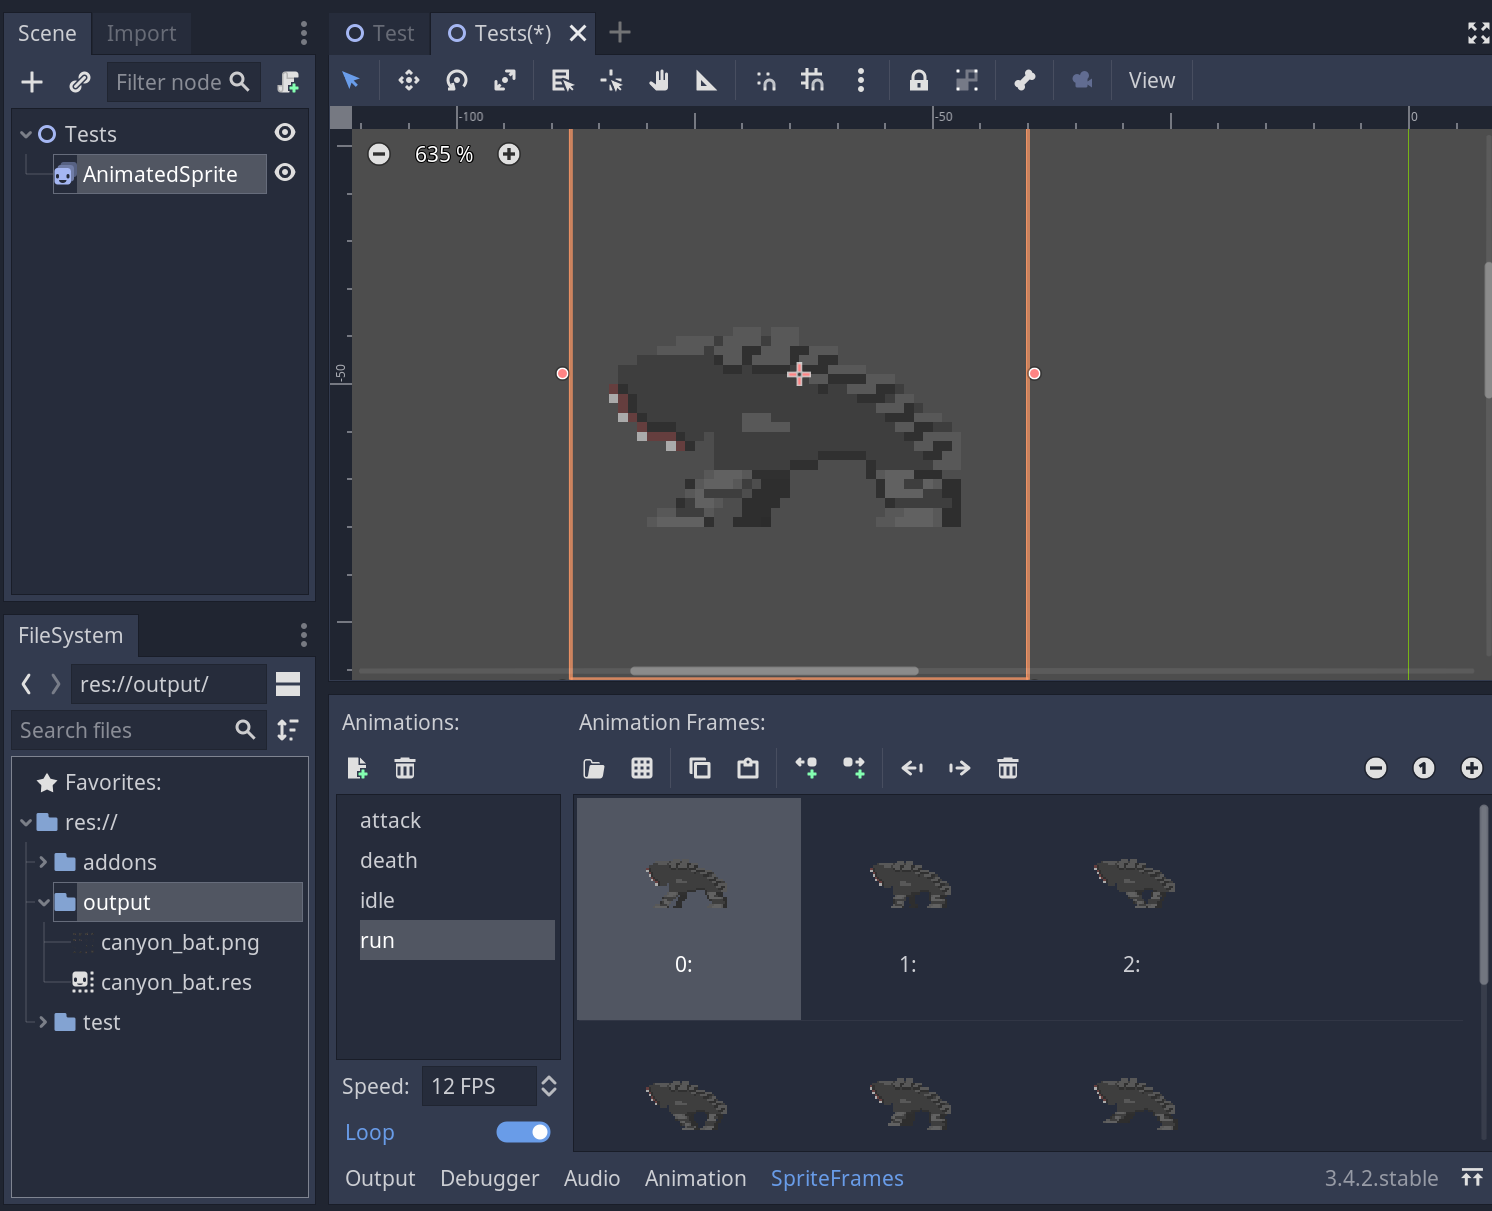 Scene
Import
Test
Tests(*)
Filter node
View
Tests
AnimatedSprite
-100
-50
0
635 %
-50
FileSystem
res://output/
Search files
Favorites:
res://
addons
output
canyon_bat.png
canyon_bat.res
test
Animations:
Animation Frames:
1
attack
death
idle
run
0:
1:
2:
Speed:
12 FPS
Loop
Output
Debugger
Audio
Animation
SpriteFrames
3.4.2.stable